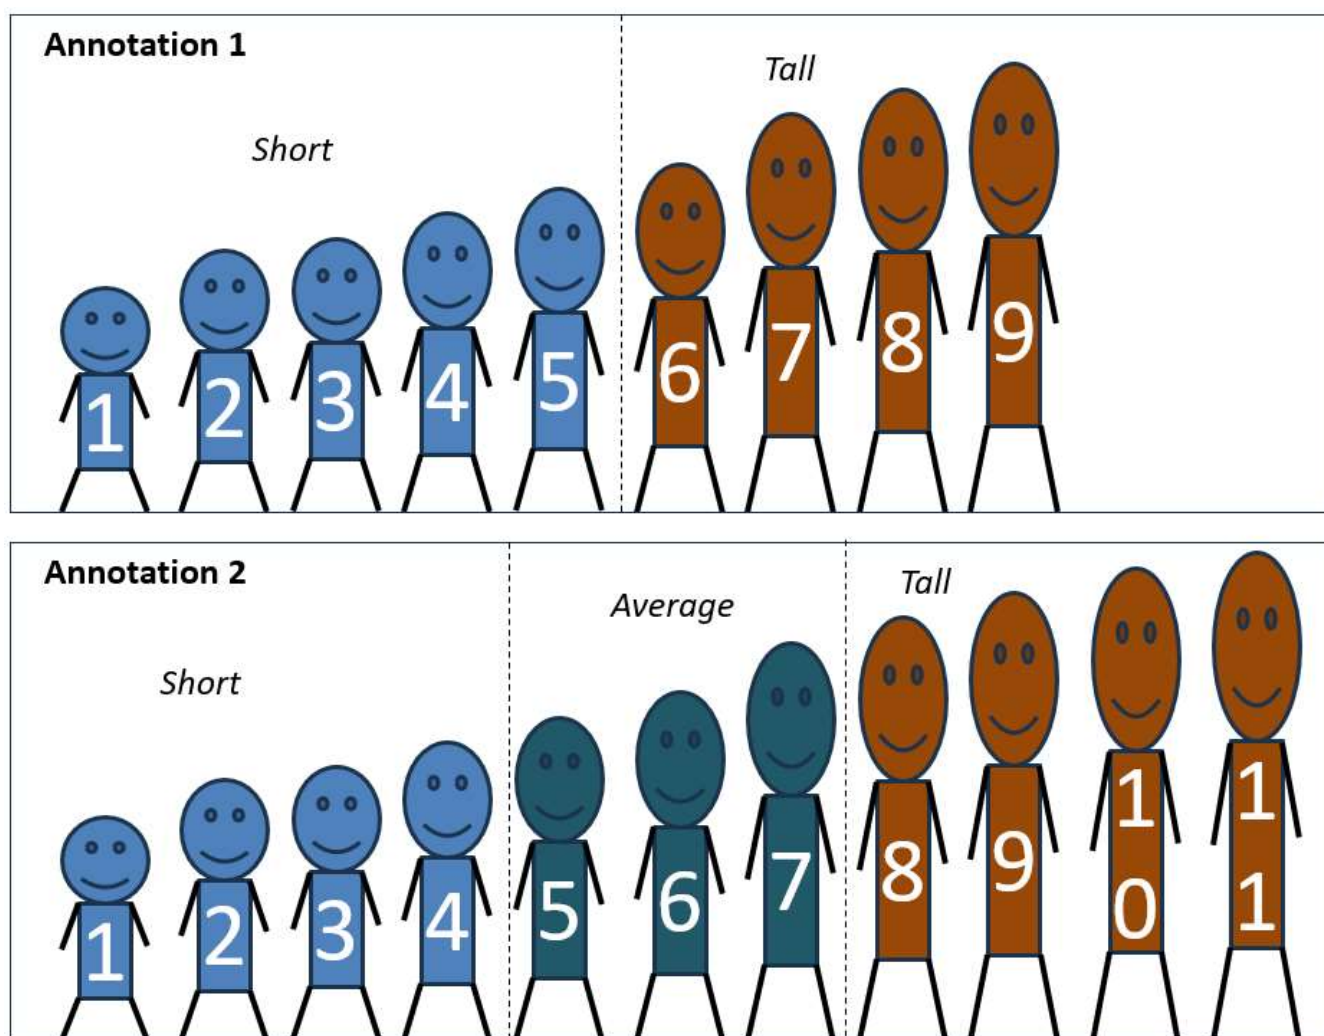 Annotation 1
Tall
Short
1 2 3 4 5 6 7 8 9
Annotation 2
Tall
Average
Short
1 2 3 4 5 6 7 8 9 10 11